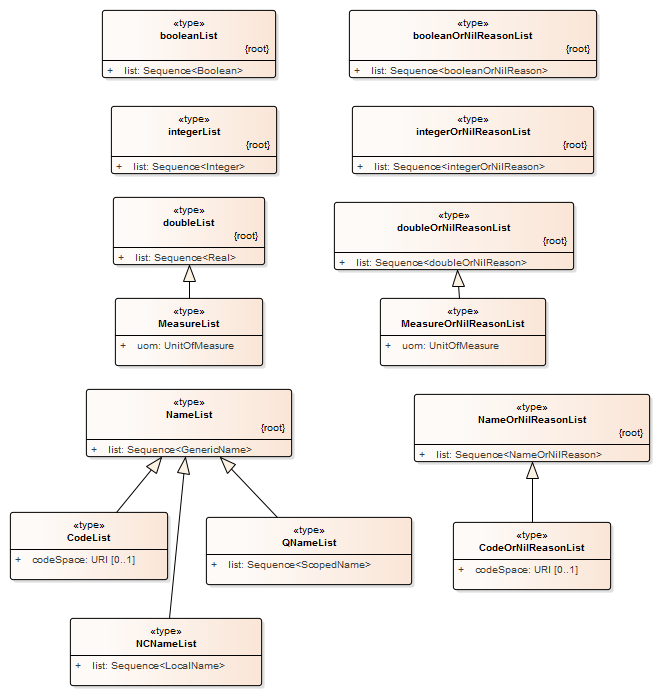 «type»
booleanList
{root}
+ list: Sequence<Boolean>
«type»
booleanOrNilReasonList
{root}
+ list: Sequence<booleanOrNilReason>
«type»
integerList
{root}
+ list: Sequence<Integer>
«type»
integerOrNilReasonList
{root}
+ list: Sequence<integerOrNilReason>
«type»
doubleList
{root}
+ list: Sequence<Real>
«type»
doubleOrNilReasonList
{root}
+ list: Sequence<doubleOrNilReason>
«type»
MeasureList
+ uom: UnitOfMeasure
«type»
MeasureOrNilReasonList
+ uom: UnitOfMeasure
«type»
NameList
{root}
+ list: Sequence<GenericName>
«type»
NameOrNilReasonList
{root}
+ list: Sequence<NameOrNilReason>
«type»
CodeList
+ codeSpace: URI [0..1]
«type»
QNameList
+ list: Sequence<ScopedName>
«type»
CodeOrNilReasonList
+ codeSpace: URI [0..1]
«type»
NCNameList
+ list: Sequence<LocalName>